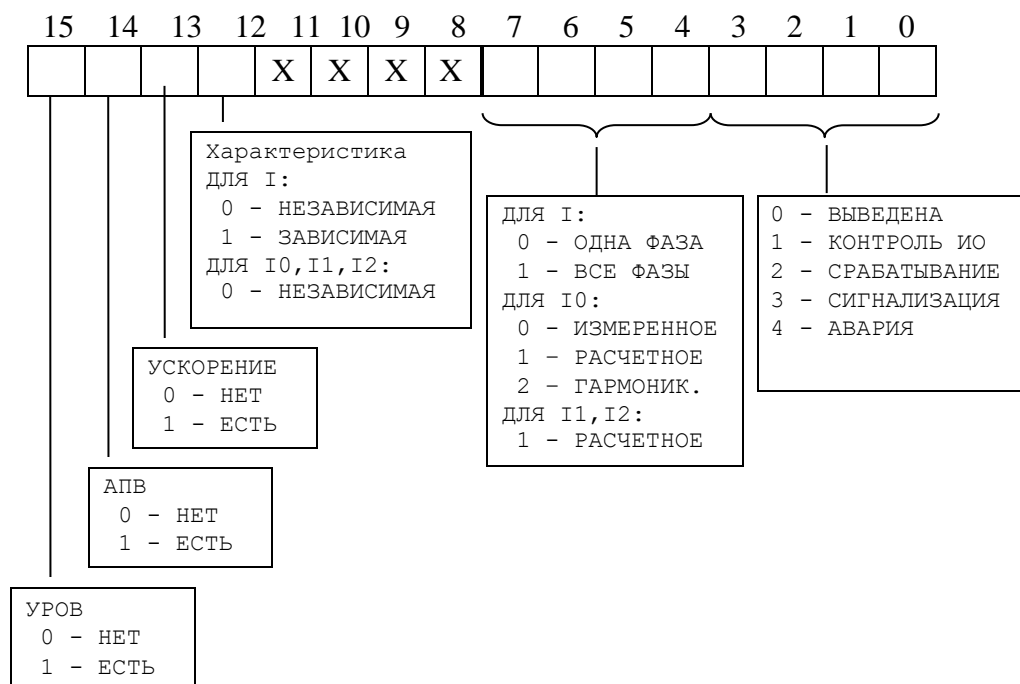 15 14 13 12 11 10 9 8 7 6 5 4 3 2 1 0
X X X X
Характеристика
ДЛЯ I:
0 – НЕЗАВИСИМАЯ
1 – ЗАВИСИМАЯ
ДЛЯ I0,I1,I2:
0 – НЕЗАВИСИМАЯ
ДЛЯ I:
0 – ОДНА ФАЗА
1 – ВСЕ ФАЗЫ
ДЛЯ I0:
0 – ИЗМЕРЕННОЕ
1 – РАСЧЕТНОЕ
2 – ГАРМОНИК.
ДЛЯ I1,I2:
1 – РАСЧЕТНОЕ
0 – ВЫВЕДЕНА
1 – КОНТРОЛЬ ИО
2 – СРАБАТЫВАНИЕ
3 – СИГНАЛИЗАЦИЯ
4 – АВАРИЯ
УСКОРЕНИЕ
0 – НЕТ
1 – ЕСТЬ
АПВ
0 – НЕТ
1 – ЕСТЬ
УРОВ
0 – НЕТ
1 – ЕСТЬ